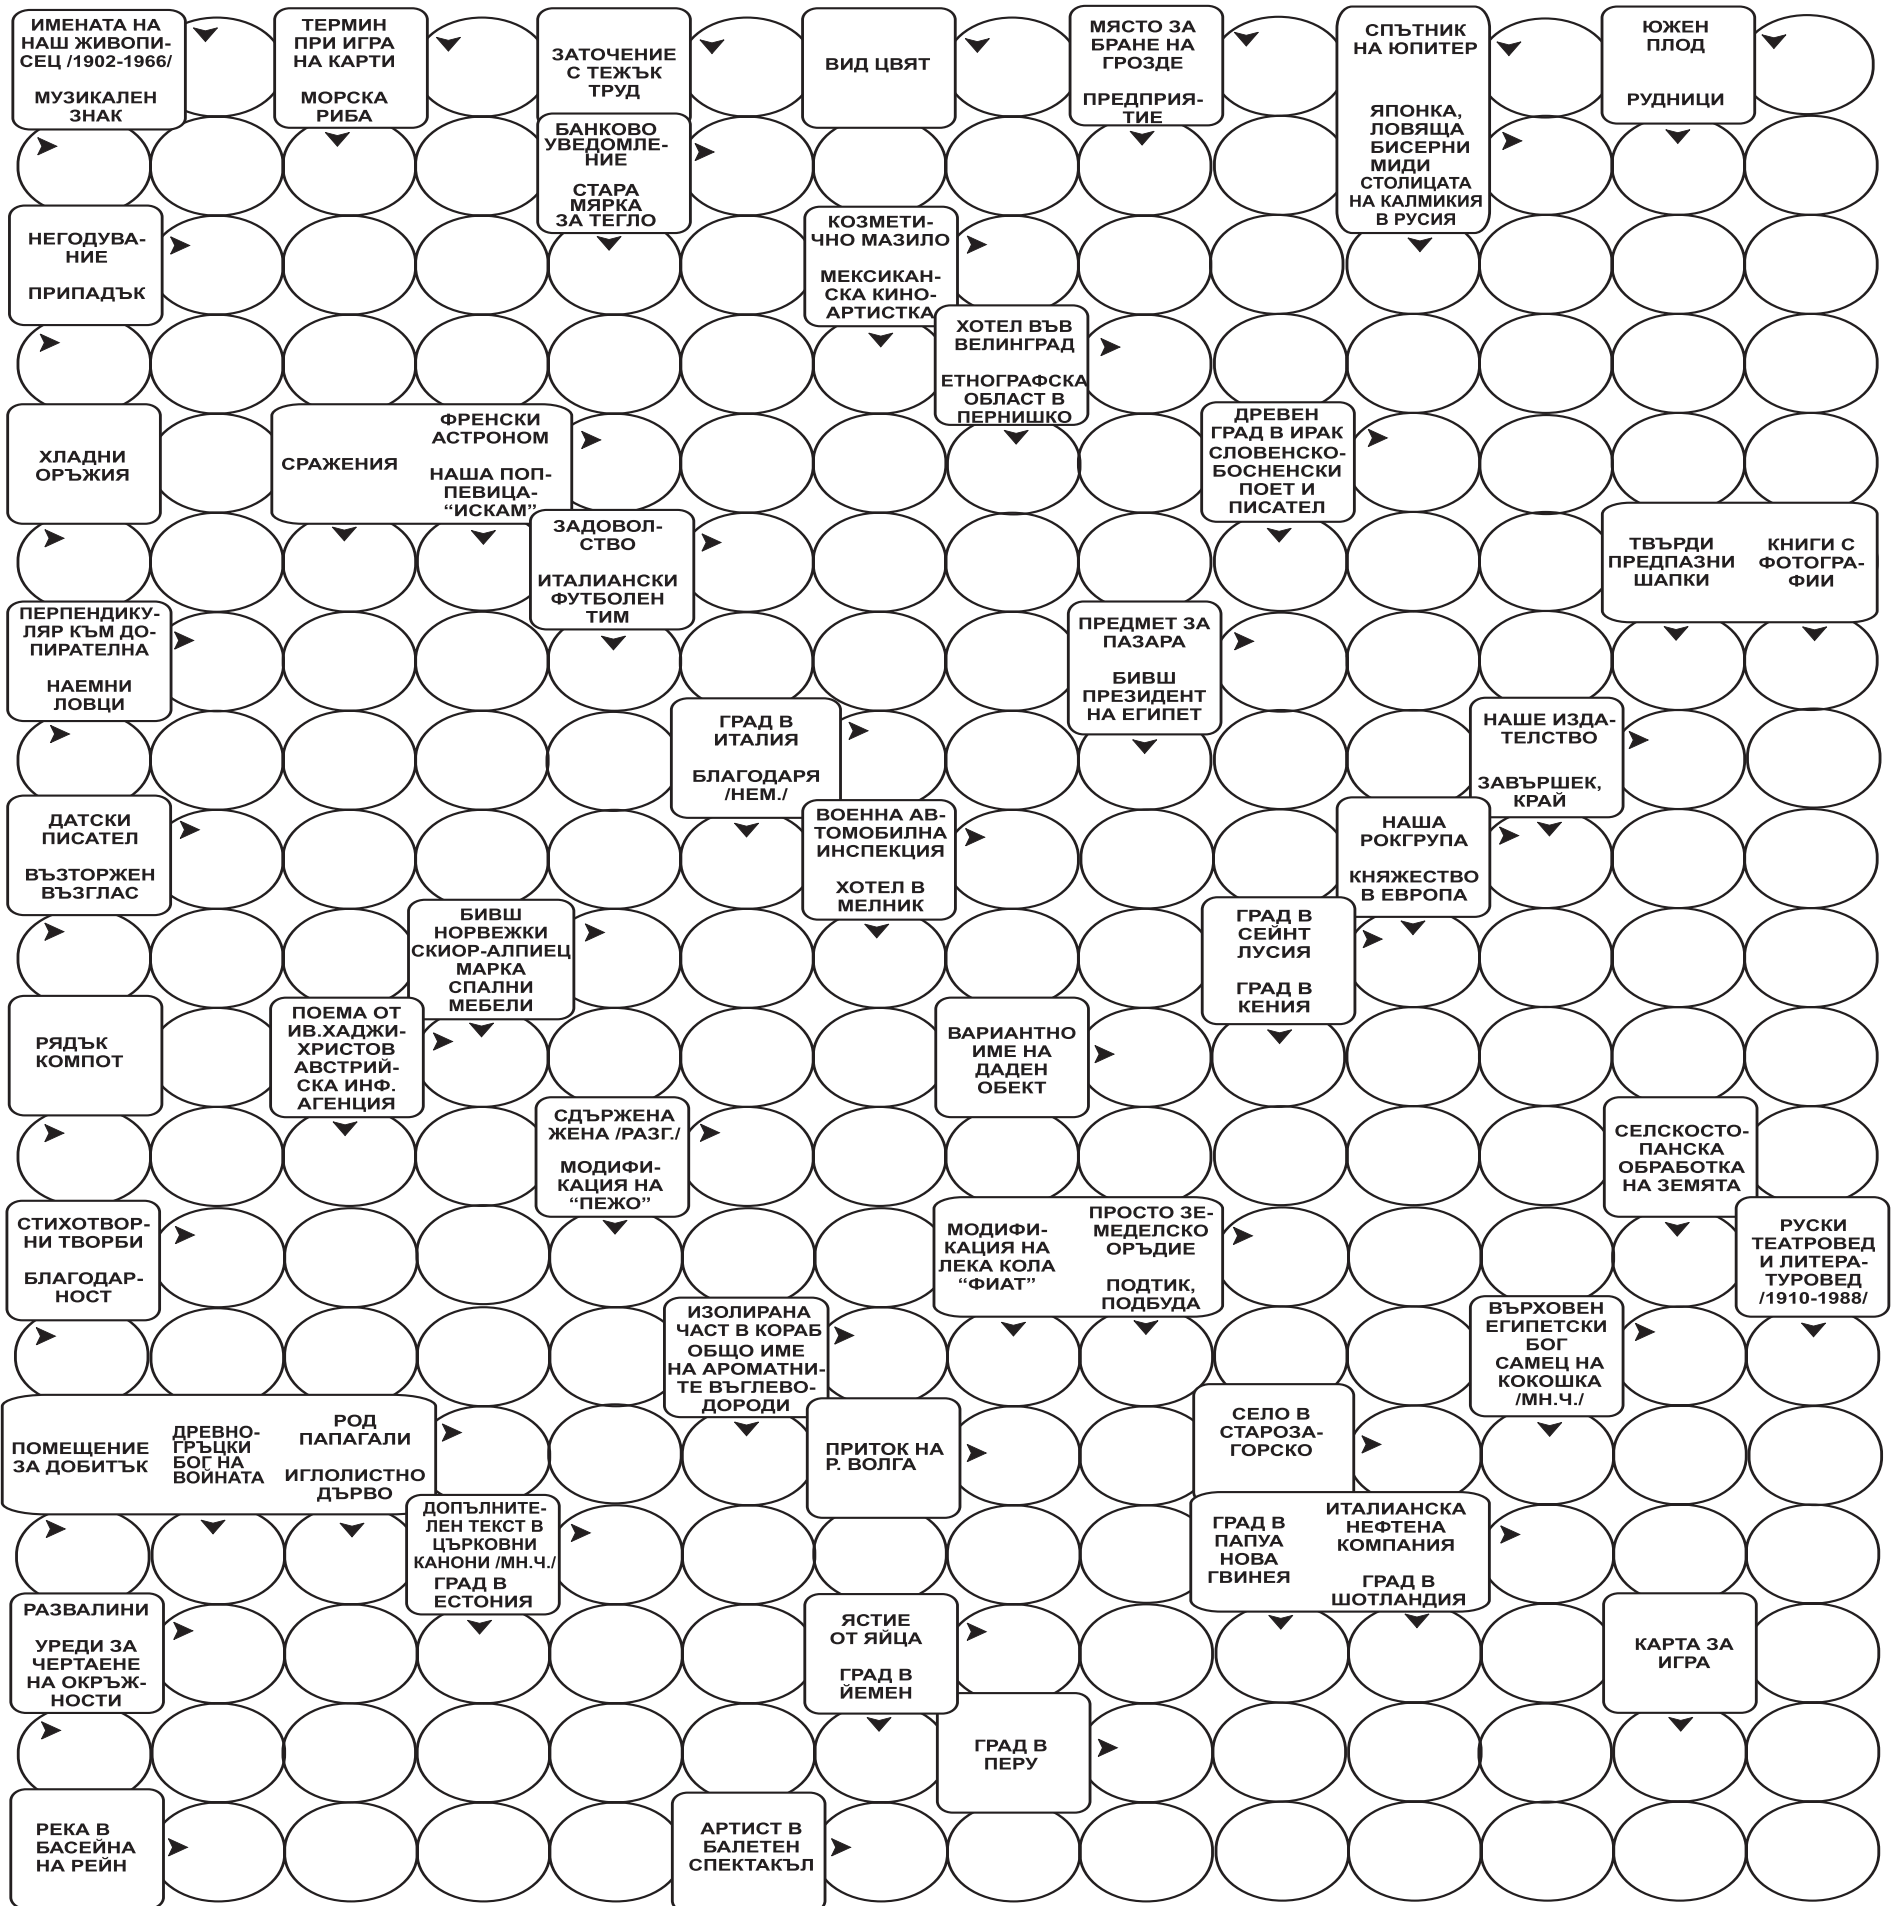 ИМЕНАТА НА
НАШ ЖИВОПИ-
СЕЦ /1902-1966/
МУЗИКАЛЕН
ЗНАК
ТЕРМИН
ПРИ ИГРА
НА КАРТИ
МОРСКА
РИБА
ЗАТОЧЕНИЕ
С ТЕЖЪК
ТРУД
ВИД ЦВЯТ
МЯСТО ЗА
БРАНЕ НА
ГРОЗДЕ
ПРЕДПРИЯ-
ТИЕ
СПЪТНИК
НА ЮПИТЕР
ЯПОНКА,
ЛОВЯЩА
БИСЕРНИ
МИДИ
СТОЛИЦАТА
НА КАЛМИКИЯ
В РУСИЯ
ЮЖЕН
ПЛОД
РУДНИЦИ
БАНКОВО
УВЕДОМЛЕ-
НИЕ
СТАРА
МЯРКА
ЗА ТЕГЛО
НЕГОДУВА-
НИЕ
ПРИПАДЪК
КОЗМЕТИ-
ЧНО МАЗИЛО
МЕКСИКАН-
СКА КИНО-
АРТИСТКА
ХОТЕЛ ВЪВ
ВЕЛИНГРАД
ЕТНОГРАФСКА
ОБЛАСТ В
ПЕРНИШКО
ХЛАДНИ
ОРЪЖИЯ
СРАЖЕНИЯ
ФРЕНСКИ
АСТРОНОМ
НАША ПОП-
ПЕВИЦА-
“ИСКАМ”
ДРЕВЕН
ГРАД В ИРАК
СЛОВЕНСКО-
БОСНЕНСКИ
ПОЕТ И
ПИСАТЕЛ
ЗАДОВОЛ-
СТВО
ИТАЛИАНСКИ
ФУТБОЛЕН
ТИМ
ТВЪРДИ
ПРЕДПАЗНИ
ШАПКИ
КНИГИ С
ФОТОГРА-
ФИИ
ПЕРПЕНДИКУ-
ЛЯР КЪМ ДО-
ПИРАТЕЛНА
НАЕМНИ
ЛОВЦИ
ПРЕДМЕТ ЗА
ПАЗАРА
БИВШ
ПРЕЗИДЕНТ
НА ЕГИПЕТ
ГРАД В
ИТАЛИЯ
БЛАГОДАРЯ
/НЕМ./
НАШЕ ИЗДА-
ТЕЛСТВО
ЗАВЪРШЕК,
КРАЙ
ДАТСКИ
ПИСАТЕЛ
ВЪЗТОРЖЕН
ВЪЗГЛАС
ВОЕННА АВ-
ТОМОБИЛНА
ИНСПЕКЦИЯ
ХОТЕЛ В
МЕЛНИК
НАША
РОКГРУПА
КНЯЖЕСТВО
В ЕВРОПА
БИВШ
НОРВЕЖКИ
СКИОР-АЛПИЕЦ
МАРКА
СПАЛНИ
МЕБЕЛИ
ГРАД В
СЕЙНТ
ЛУСИЯ
ГРАД В
КЕНИЯ
РЯДЪК
КОМПОТ
ПОЕМА ОТ
ИВ.ХАДЖИ-
ХРИСТОВ
АВСТРИЙ-
СКА ИНФ.
АГЕНЦИЯ
ВАРИАНТНО
ИМЕ НА
ДАДЕН
ОБЕКТ
СДЪРЖЕНА
ЖЕНА /РАЗГ./
МОДИФИ-
КАЦИЯ НА
“ПЕЖО”
СЕЛСКОСТО-
ПАНСКА
ОБРАБОТКА
НА ЗЕМЯТА
СТИХОТВОР-
НИ ТВОРБИ
БЛАГОДАР-
НОСТ
МОДИФИ-
КАЦИЯ НА
ЛЕКА КОЛА
“ФИАТ”
ПРОСТО ЗЕ-
МЕДЕЛСКО
ОРЪДИЕ
ПОДТИК,
ПОДБУДА
РУСКИ
ТЕАТРОВЕД
И ЛИТЕРА-
ТУРОВЕД
/1910-1988/
ИЗОЛИРАНА
ЧАСТ В КОРАБ
ОБЩО ИМЕ
НА АРОМАТНИ-
ТЕ ВЪГЛЕВО-
ДОРОДИ
ВЪРХОВЕН
ЕГИПЕТСКИ
БОГ
САМЕЦ НА
КОКОШКА
/МН.Ч./
ПОМЕЩЕНИЕ
ЗА ДОБИТЪК
ДРЕВНО-
ГРЪЦКИ
БОГ НА
ВОЙНАТА
РОД
ПАПАГАЛИ
ИГЛОЛИСТНО
ДЪРВО
ПРИТОК НА
Р. ВОЛГА
СЕЛО В
СТАРОЗА-
ГОРСКО
ДОПЪЛНИТЕ-
ЛЕН ТЕКСТ В
ЦЪРКОВНИ
КАНОНИ /МН.Ч./
ГРАД В
ЕСТОНИЯ
ГРАД В
ПАПУА
НОВА
ГВИНЕЯ
ИТАЛИАНСКА
НЕФТЕНА
КОМПАНИЯ
ГРАД В
ШОТЛАНДИЯ
РАЗВАЛИНИ
УРЕДИ ЗА
ЧЕРТАЕНЕ
НА ОКРЪЖ-
НОСТИ
ЯСТИЕ
ОТ ЯЙЦА
ГРАД В
ЙЕМЕН
КАРТА ЗА
ИГРА
ГРАД В
ПЕРУ
РЕКА В
БАСЕЙНА
НА РЕЙН
АРТИСТ В
БАЛЕТЕН
СПЕКТАКЪЛ